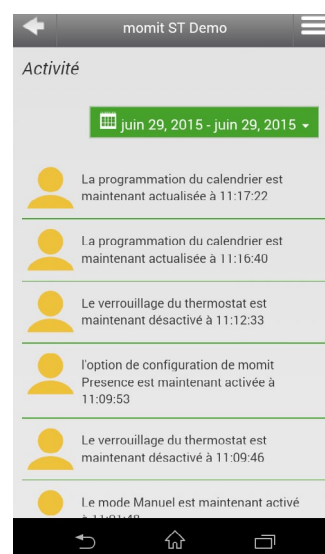 momit ST Demo
Activité
juin 29, 2015 - juin 29, 2015
La programmation du calendrier est
maintenant actualisée à 11:17:22
La programmation du calendrier est
maintenant actualisée à 11:16:40
Le verrouillage du thermostat est
maintenant désactivé à 11:12:33
l'option de configuration de momit
Presence est maintenant activée à
11:09:53
Le verrouillage du thermostat est
maintenant désactivé à 11:09:46
Le mode Manuel est maintenant activé